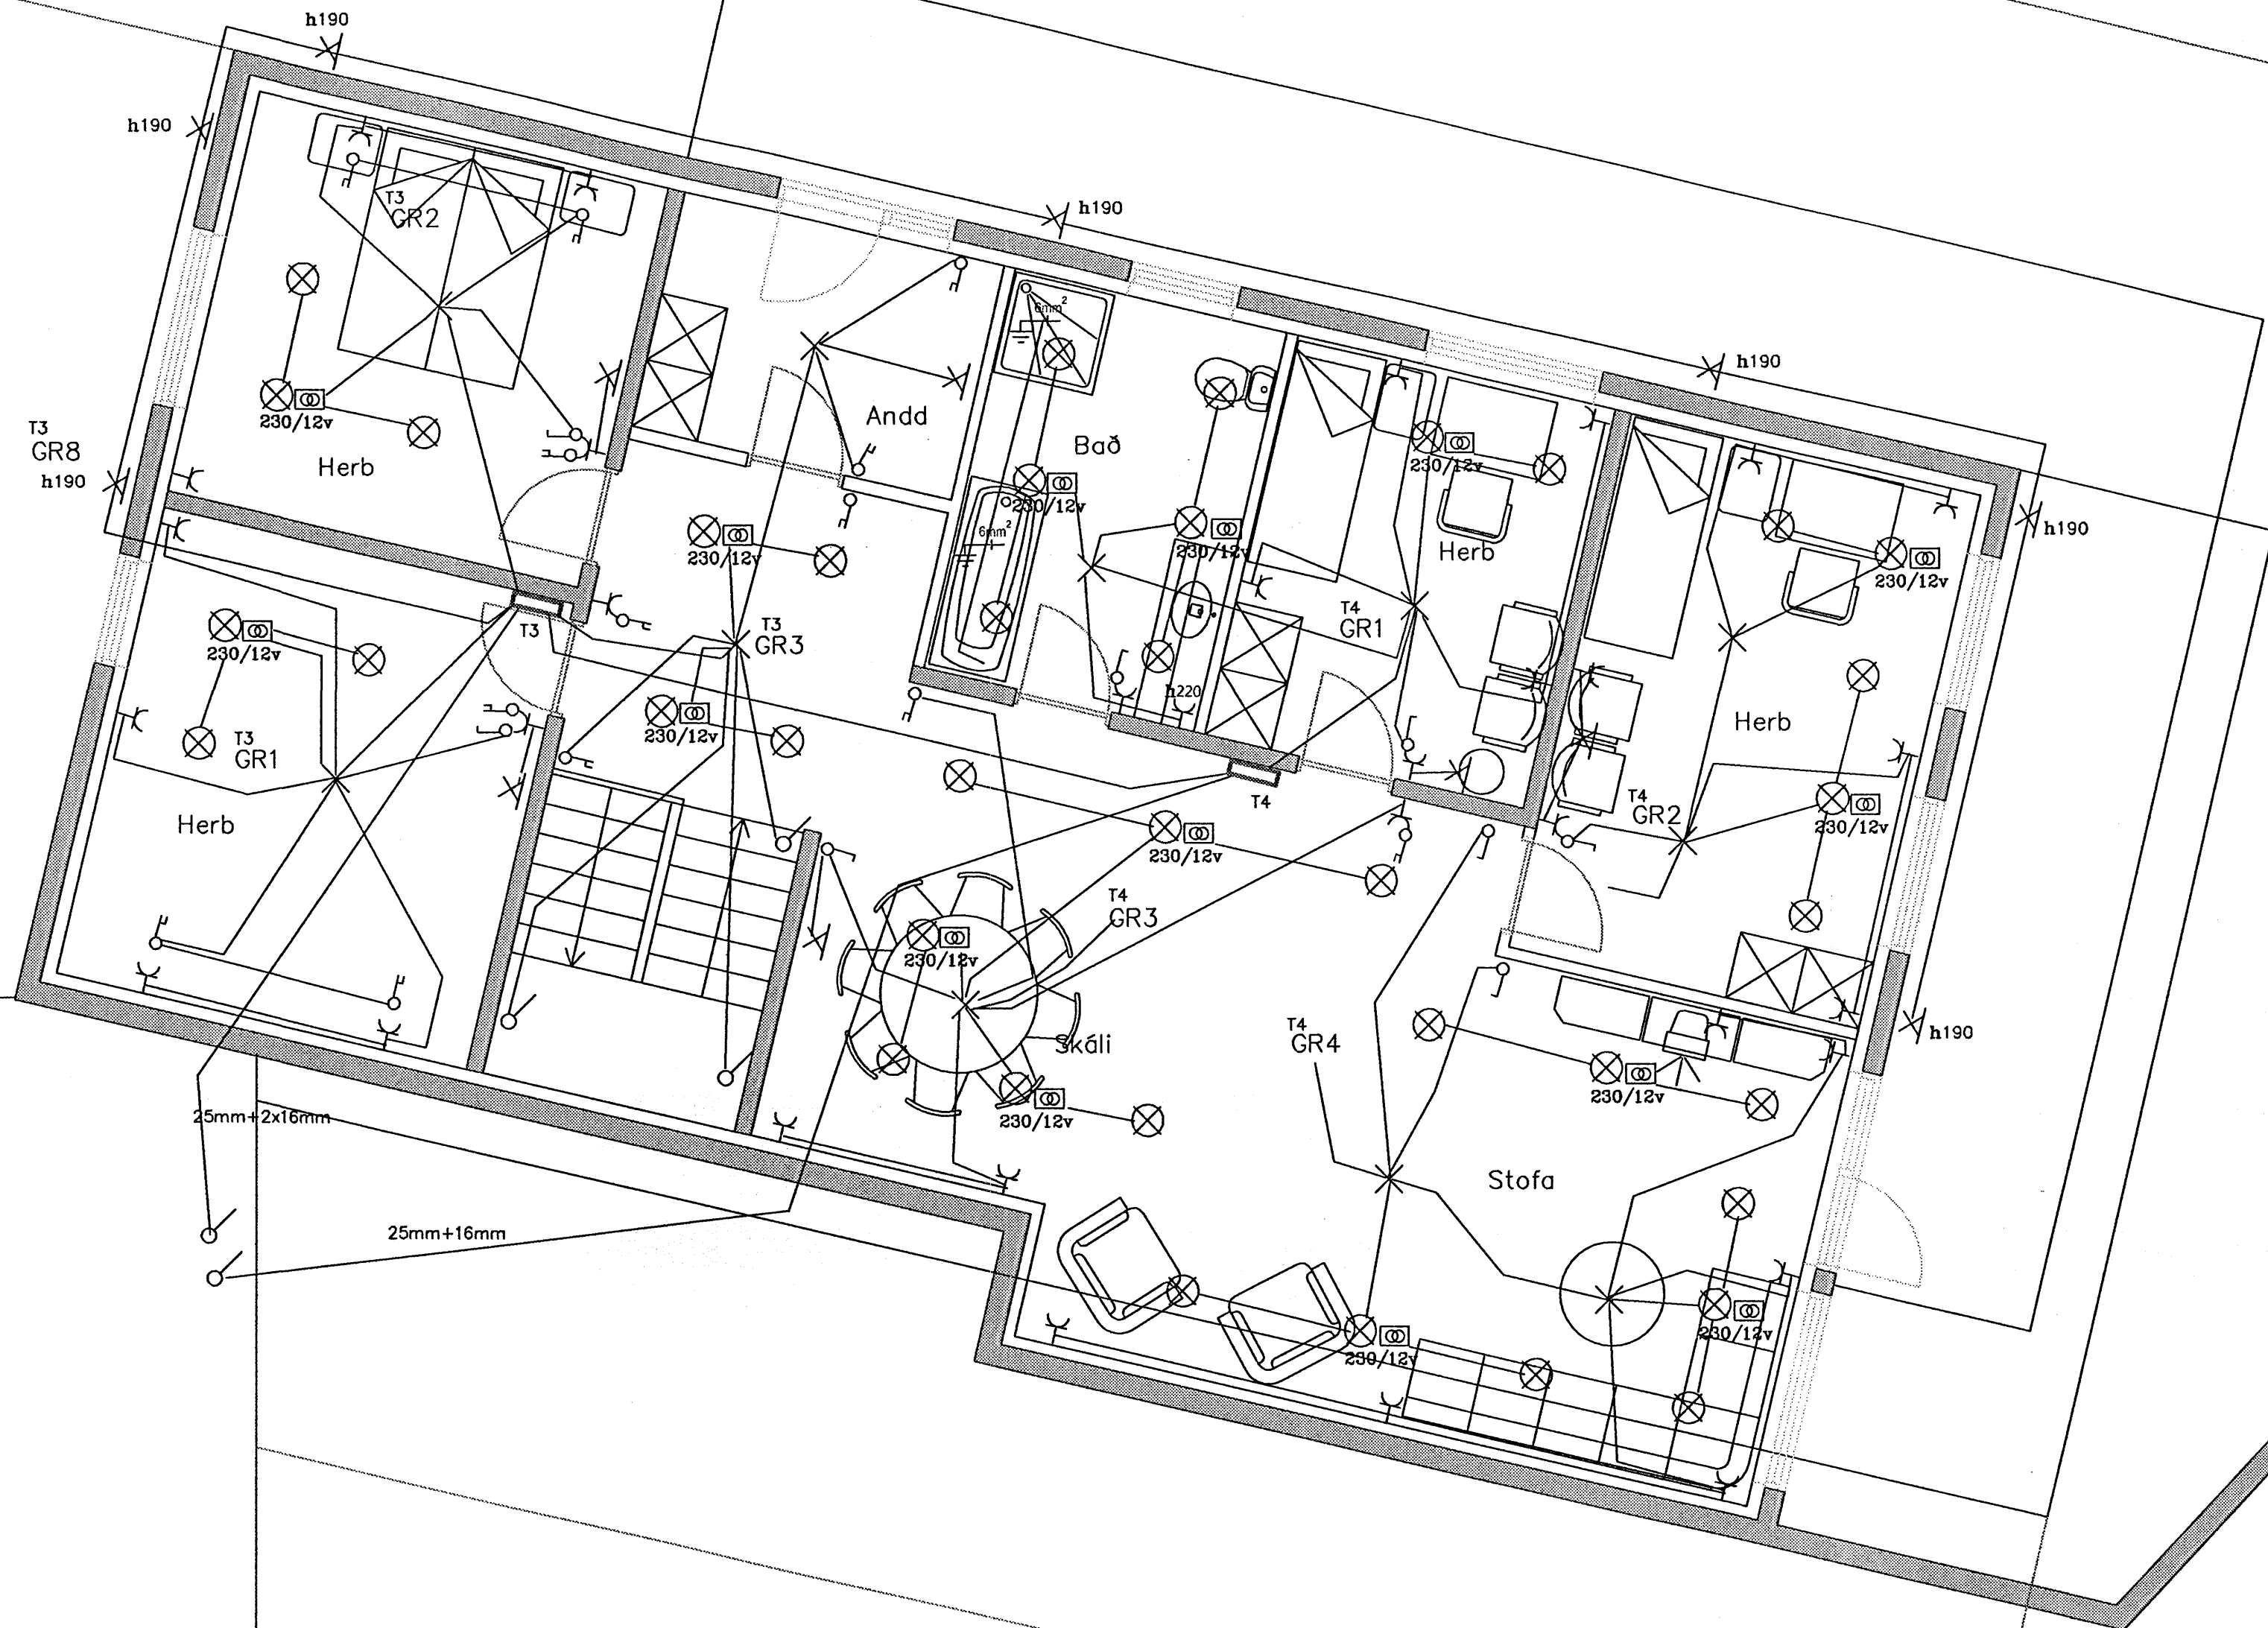 h190
h190
h190
T3
GR2
6mm²
h190
230/12v
Andd
Bað
T3
GR8
h190
Herb
230/12v
230/12v
6mm²
230/12v
230/12v
Herb
h190
230/12v
T3
T3
GR3
T4
GR1
230/12v
h220
230/12v
Herb
T3
GR1
T4
T4
GR2
230/12v
Herb
230/12v
T4
GR3
230/12v
Skáli
T4
GR4
h190
230/12v
25mm+2x16mm
230/12v
Stofa
25mm+16mm
230/12v
230/12v